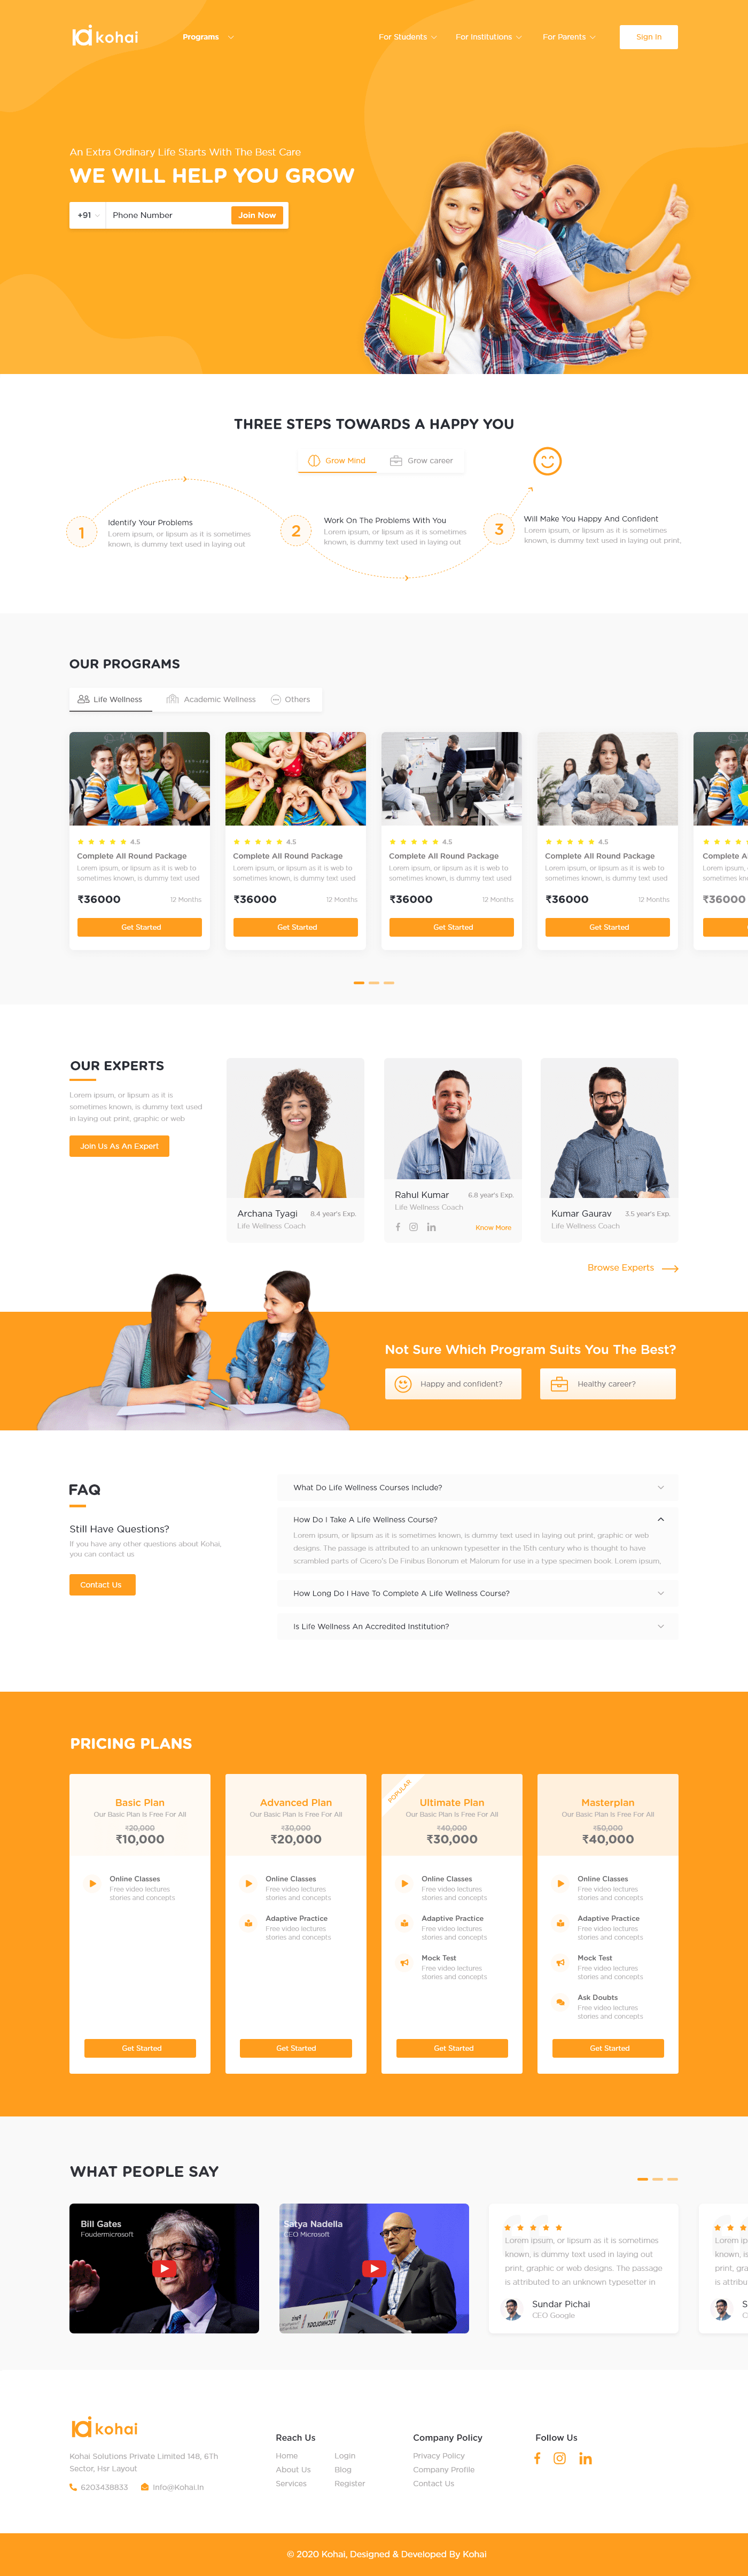 kohai
Programs
For Students
For Institutions
For Parents
Sign In
An Extra Ordinary Life Starts With The Best Care
WE WILL HELP YOU GROW
+91
Phone Number
Join Now
THREE STEPS TOWARDS A HAPPY YOU
Grow Mind
Grow career
1
Identify Your Problems
Lorem ipsum, or lipsum as it is sometimes
known, is dummy text used in laying out
2
Work On The Problems With You
Lorem ipsum, or lipsum as it is sometimes
known, is dummy text used in laying out
3
Will Make You Happy And Confident
Lorem ipsum, or lipsum as it is sometimes
known, is dummy text used in laying out print,
OUR PROGRAMS
Life Wellness
Academic Wellness
Others
4.5
Complete All Round Package
Lorem ipsum, or lipsum as it is web to
sometimes known, is dummy text used
₹36000
12 Months
Get Started
4.5
Complete All Round Package
Lorem ipsum, or lipsum as it is web to
sometimes known, is dummy text used
₹36000
12 Months
Get Started
4.5
Complete All Round Package
Lorem ipsum, or lipsum as it is web to
sometimes known, is dummy text used
₹36000
12 Months
Get Started
4.5
Complete All Round Package
Lorem ipsum, or lipsum as it is web to
sometimes known, is dummy text used
₹36000
12 Months
Get Started
Complete A
Lorem ipsum,
sometimes kn
₹36000
OUR EXPERTS
Lorem ipsum, or lipsum as it is
sometimes known, is dummy text used
in laying out print, graphic or web
Join Us As An Expert
Archana Tyagi
8.4 year's Exp.
Life Wellness Coach
Rahul Kumar
6.8 year's Exp.
Life Wellness Coach
Know More
Kumar Gaurav
3.5 year's Exp.
Life Wellness Coach
Browse Experts
Not Sure Which Program Suits You The Best?
Happy and confident?
Healthy career?
FAQ
Still Have Questions?
If you have any other questions about Kohai,
you can contact us
Contact Us
What Do Life Wellness Courses Include?
How Do I Take A Life Wellness Course?
Lorem ipsum, or lipsum as it is sometimes known, is dummy text used in laying out print, graphic or web
designs. The passage is attributed to an unknown typesetter in the 15th century who is thought to have
scrambled parts of Cicero's De Finibus Bonorum et Malorum for use in a type specimen book. Lorem ipsum,
How Long Do I Have To Complete A Life Wellness Course?
Is Life Wellness An Accredited Institution?
PRICING PLANS
Basic Plan
Our Basic Plan Is Free For All
₹20,000
₹10,000
Online Classes
Free video lectures
stories and concepts
Get Started
Advanced Plan
Our Basic Plan Is Free For All
₹30,000
₹20,000
Online Classes
Free video lectures
stories and concepts
Adaptive Practice
Free video lectures
stories and concepts
Get Started
POPULAR
Ultimate Plan
Our Basic Plan Is Free For All
₹40,000
₹30,000
Online Classes
Free video lectures
stories and concepts
Adaptive Practice
Free video lectures
stories and concepts
Mock Test
Free video lectures
stories and concepts
Get Started
Masterplan
Our Basic Plan Is Free For All
₹50,000
₹40,000
Online Classes
Free video lectures
stories and concepts
Adaptive Practice
Free video lectures
stories and concepts
Mock Test
Free video lectures
stories and concepts
Ask Doubts
Free video lectures
stories and concepts
Get Started
WHAT PEOPLE SAY
Bill Gates
Foudermicrosoft
Satya Nadella
CEO Microsoft
Lorem ipsum, or lipsum as it is sometimes
known, is dummy text used in laying out
print, graphic or web designs. The passage
is attributed to an unknown typesetter in
Sundar Pichai
CEO Google
Lorem ip
known, is
print, gra
is attribu
S
C
kohai
Kohai Solutions Private Limited 148, 6Th
Sector, Hsr Layout
6203438833
Info@Kohai.In
Reach Us
Home
About Us
Services
Login
Blog
Register
Company Policy
Privacy Policy
Company Profile
Contact Us
Follow Us
© 2020 Kohai, Designed & Developed By Kohai